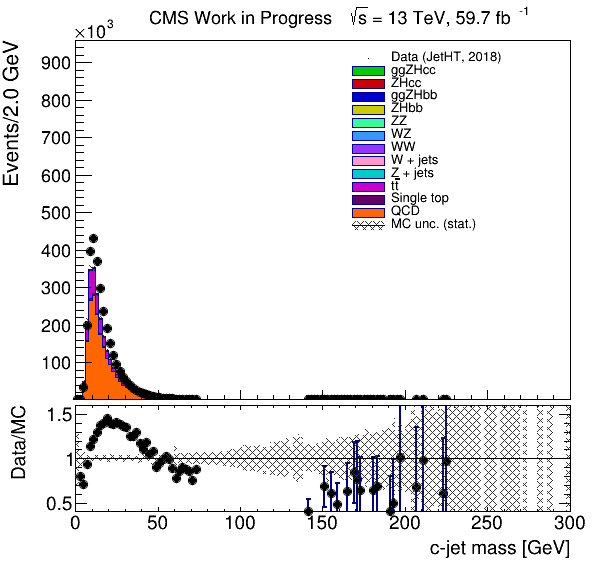 CMS Work in Progress √s = 13 TeV, 59.7 fb⁻¹
×10³
Events/2.0 GeV
900
800
700
600
500
400
300
200
100
Data (JetHT, 2018)
ggZHcc
ZHcc
ggZHbb
ZHbb
ZZ
WZ
WW
W + jets
Z + jets
tt̅
Single top
QCD
MC unc. (stat.)
Data/MC
1.5
1
0.5
0 50 100 150 200 250 300
c-jet mass [GeV]